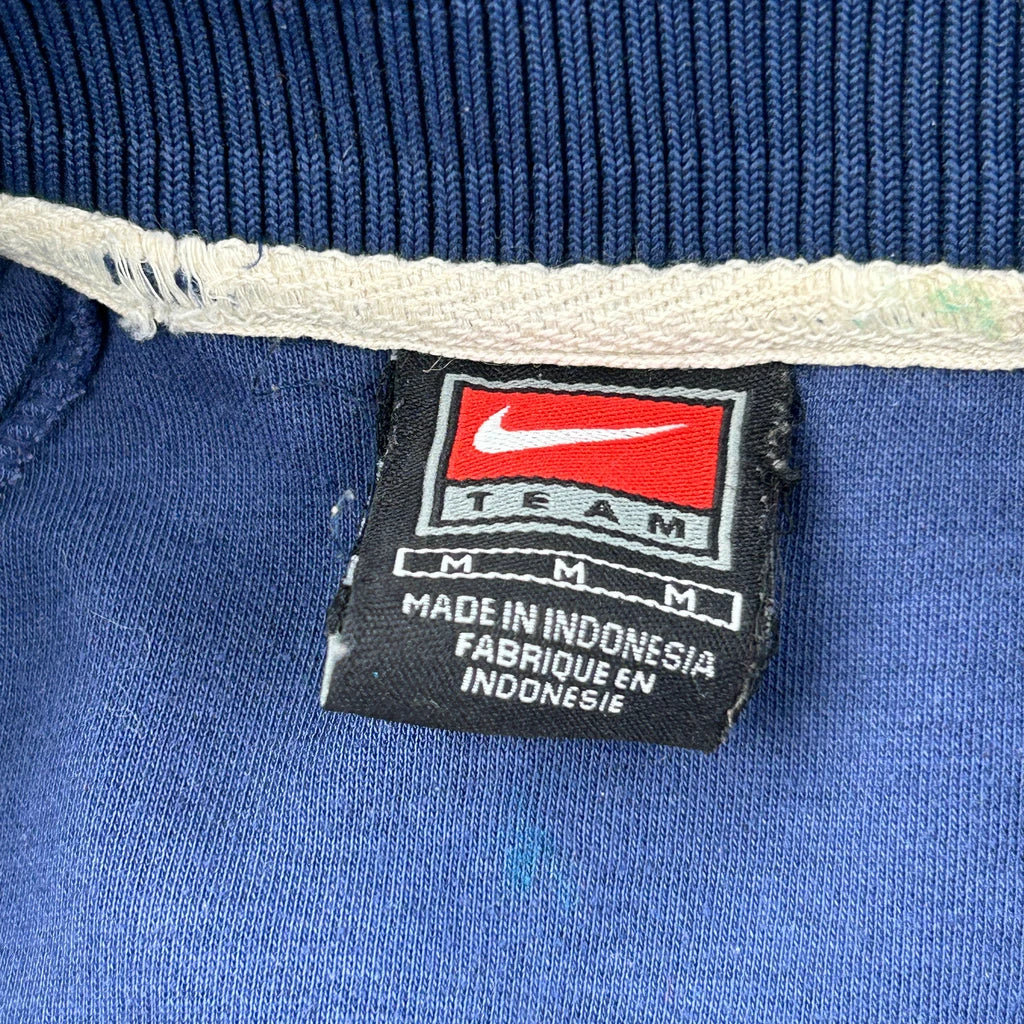 TEAM
M M M
MADE IN INDONESIA
FABRIQUE EN
INDONESIE